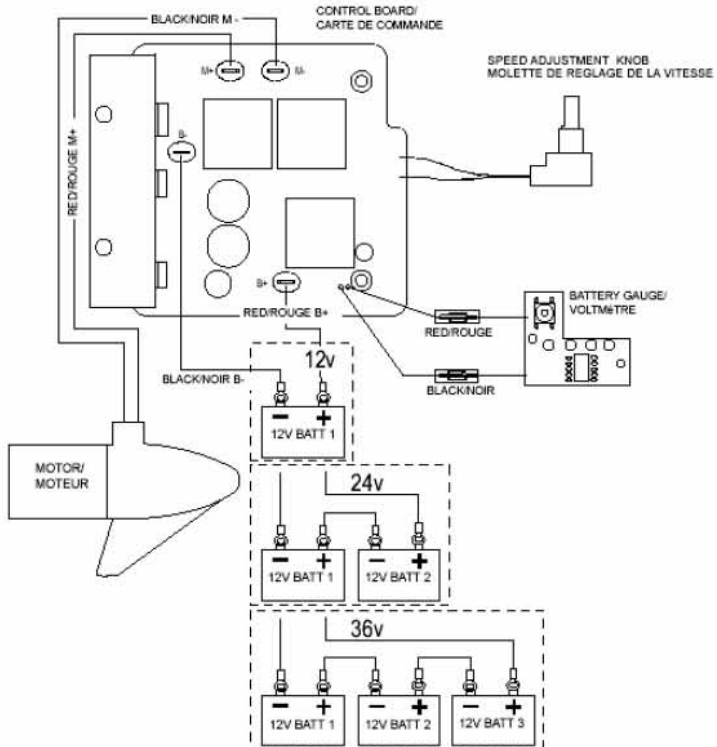 CONTROL BOARD/
CARTE DE COMMANDE
BLACK/NOIR M -
SPEED ADJUSTMENT KNOB
MOLETTE DE REGLAGE DE LA VITESSE
M+
M-
RED/ROUGE M+
B-
B+
RED/ROUGE B+
BATTERY GAUGE/
VOLTMèTRE
RED/ROUGE
BLACK/NOIR
BLACK/NOIR B-
12v
- +
12V BATT 1
MOTOR/
MOTEUR
24v
- + - +
12V BATT 1 12V BATT 2
36v
- + - + - +
12V BATT 1 12V BATT 2 12V BATT 3